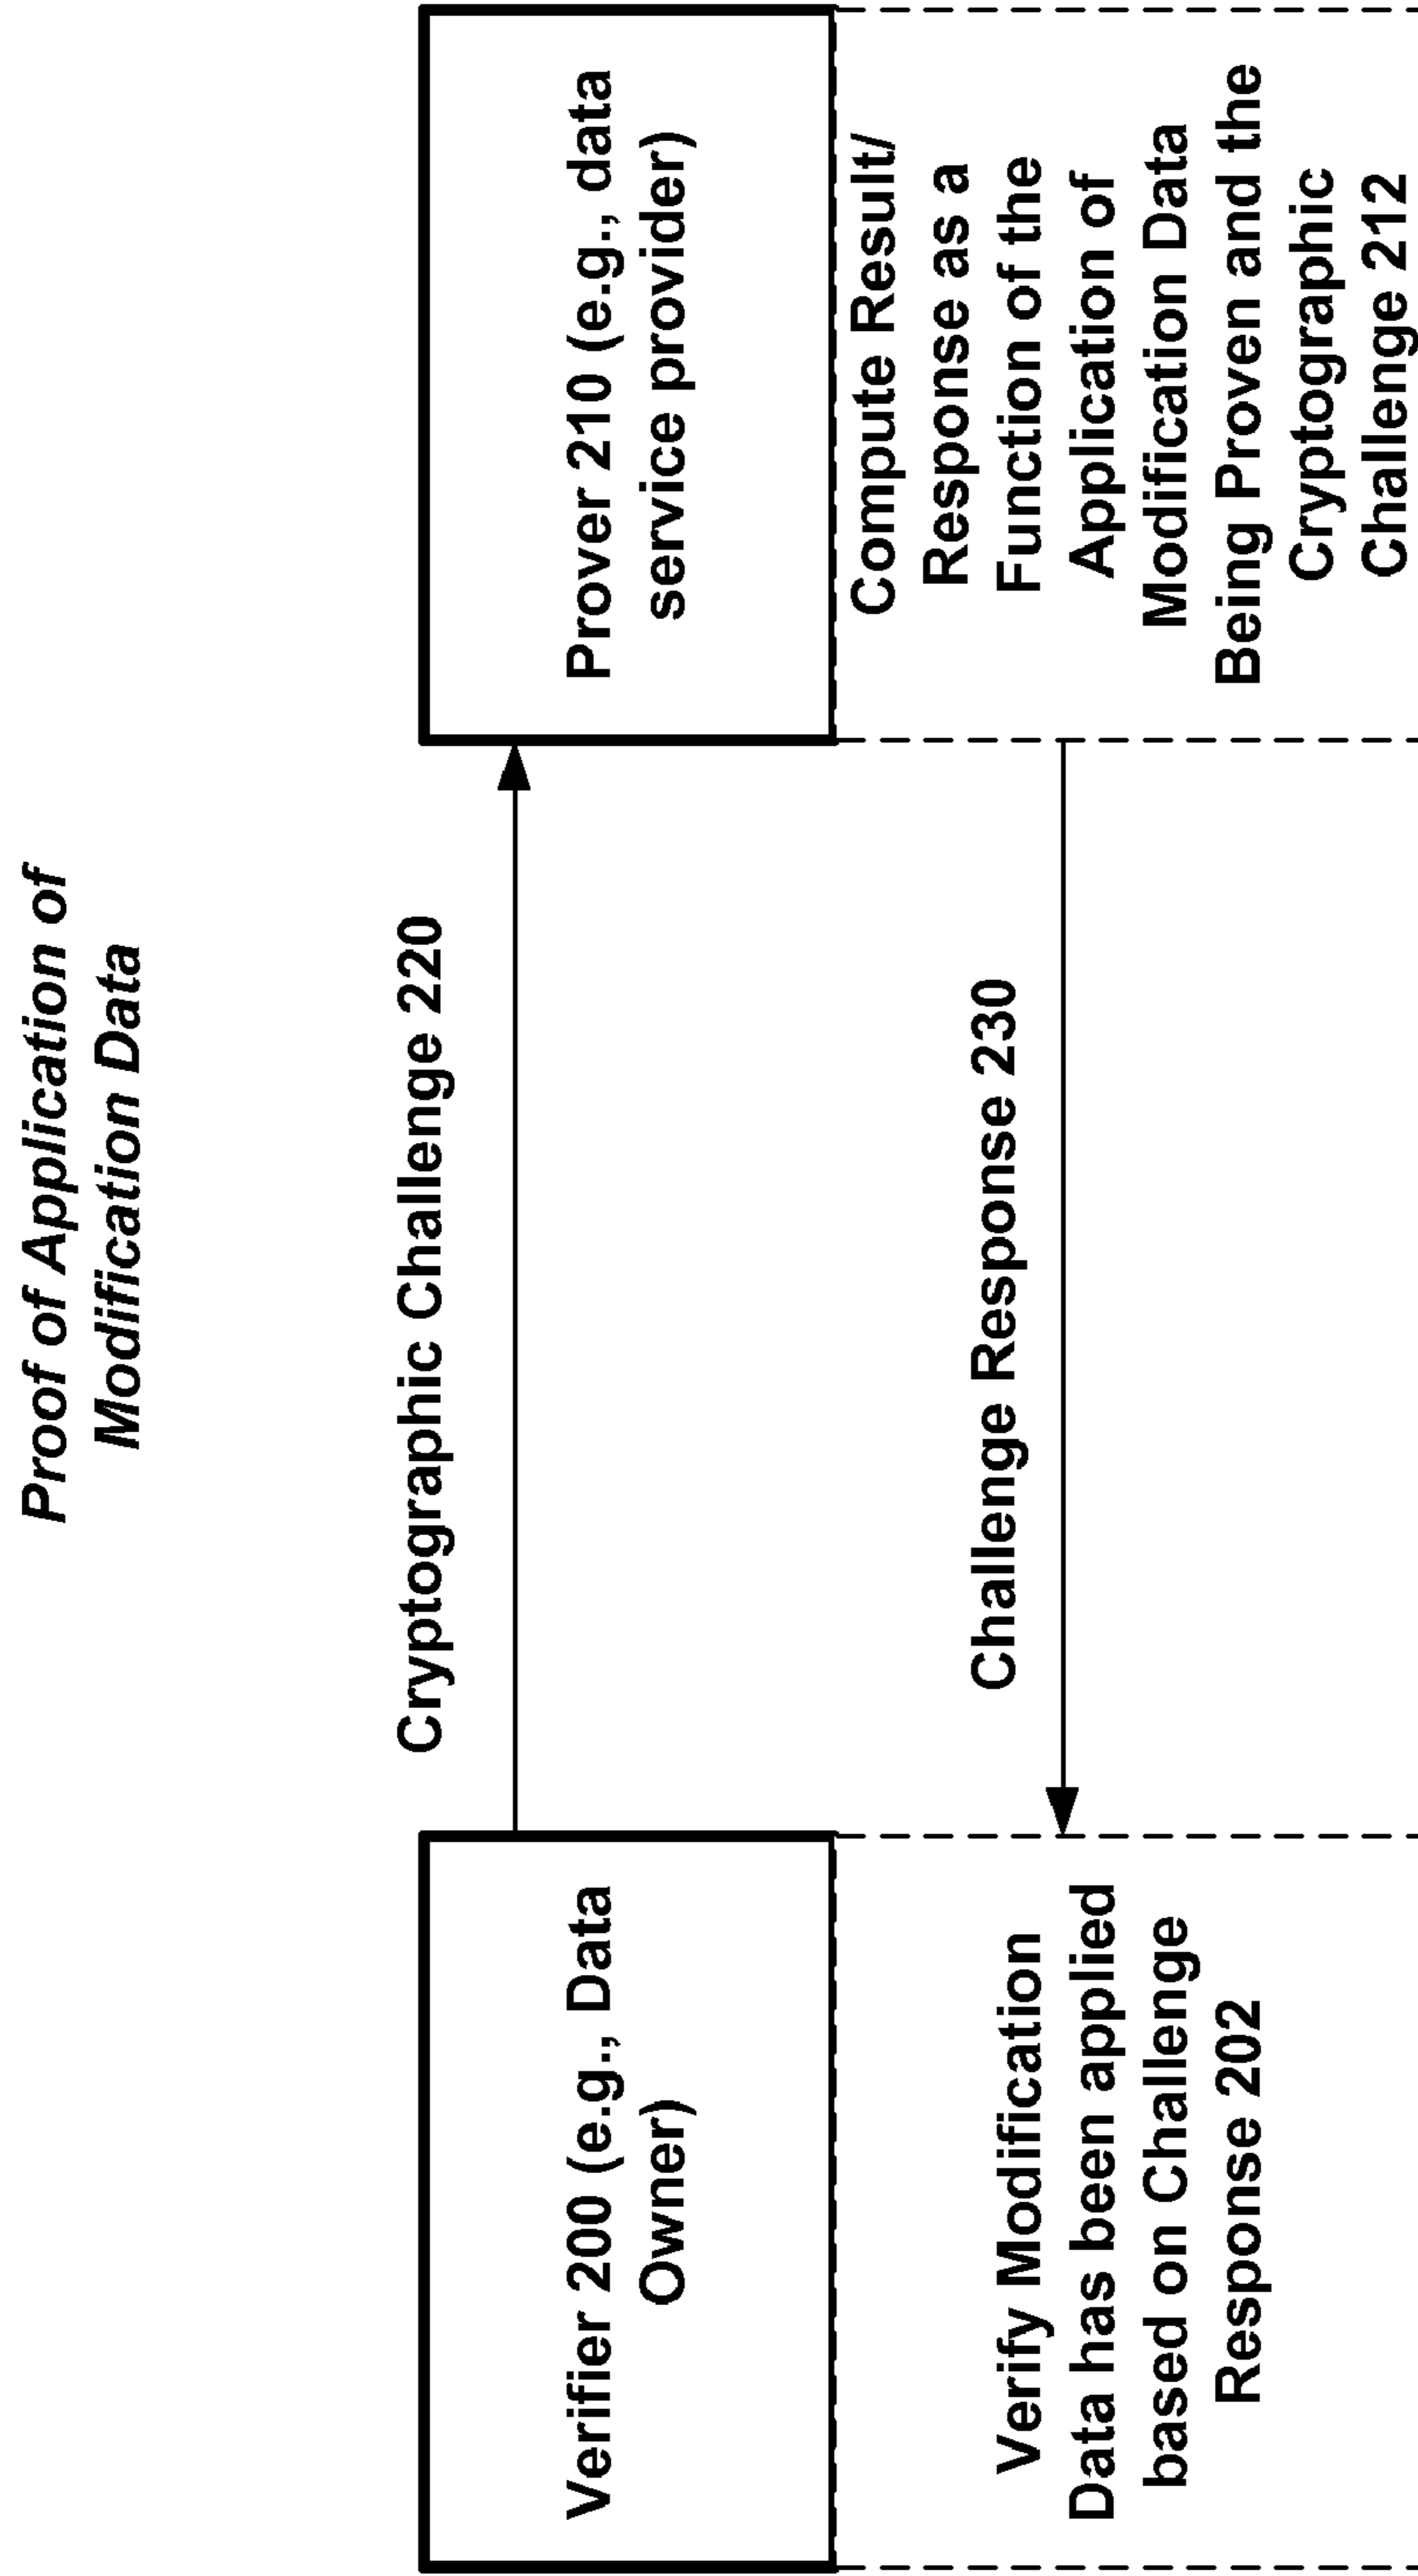 Proof of Application of
Modification Data
Verifier 200 (e.g., Data
Owner)
Cryptographic Challenge 220
Prover 210 (e.g., data
service provider)
Compute Result/
Response as a
Function of the
Application of
Modification Data
Being Proven and the
Cryptographic
Challenge 212
Challenge Response 230
Verify Modification
Data has been applied
based on Challenge
Response 202